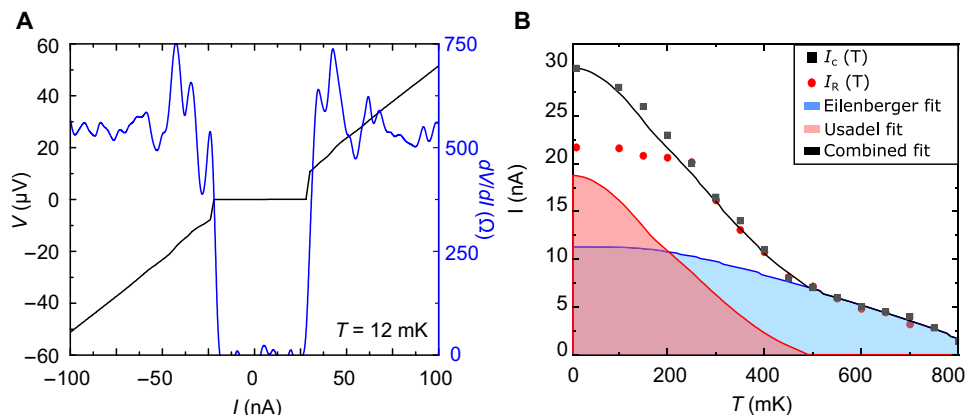 A
V (µV)
60
40
20
0
−20
−40
−60
−100
−50
0
50
100
I (nA)
T = 12 mK
750
500
250
0
dV/dI (Ω)
B
I (nA)
30
25
20
15
10
5
0
0
200
400
600
800
T (mK)
Ic (T)
IR (T)
Eilenberger fit
Usadel fit
Combined fit